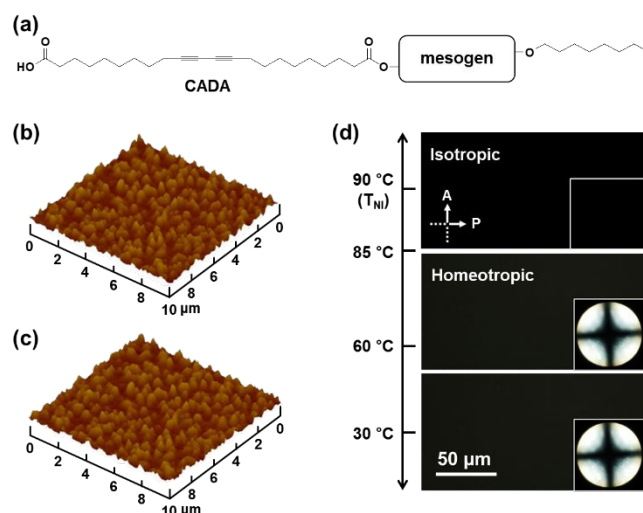 (a)
HO
O
O
O
mesogen
O
CADA
(b)
0
2
4
6
8
10 µm
8
6
4
2
0
(c)
0
2
4
6
8
10 µm
8
6
4
2
0
(d)
90 °C
(TNI)
85 °C
60 °C
30 °C
Isotropic
A
P
Homeotropic
50 µm